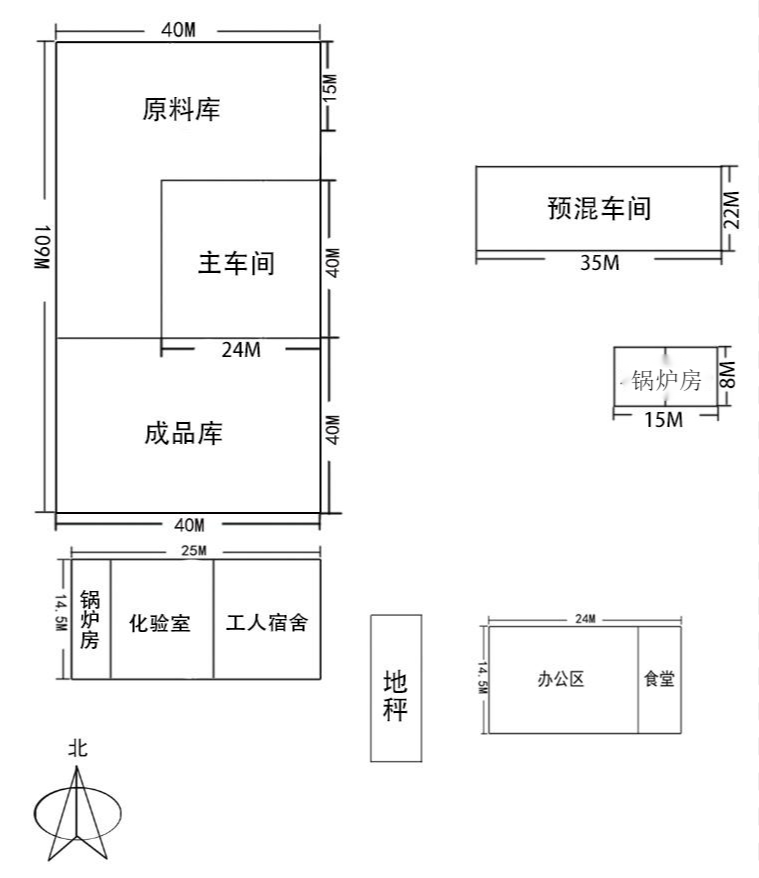 40M
原料库
15M
109M
主车间
40M
24M
成品库
40M
40M
预混车间
22M
35M
锅炉房
8M
15M
25M
14.5M
锅炉房
化验室
工人宿舍
地秤
24M
14.5M
办公区
食堂
北